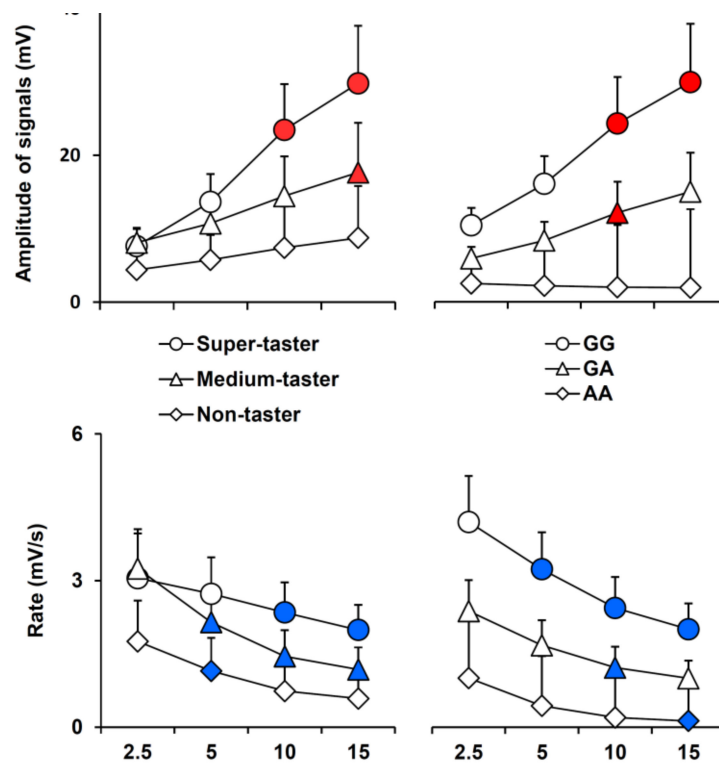 Amplitude of signals (mV)
20
0
Super-taster
Medium-taster
Non-taster
GG
GA
AA
Rate (mV/s)
6
3
0
2.5 5 10 15
2.5 5 10 15